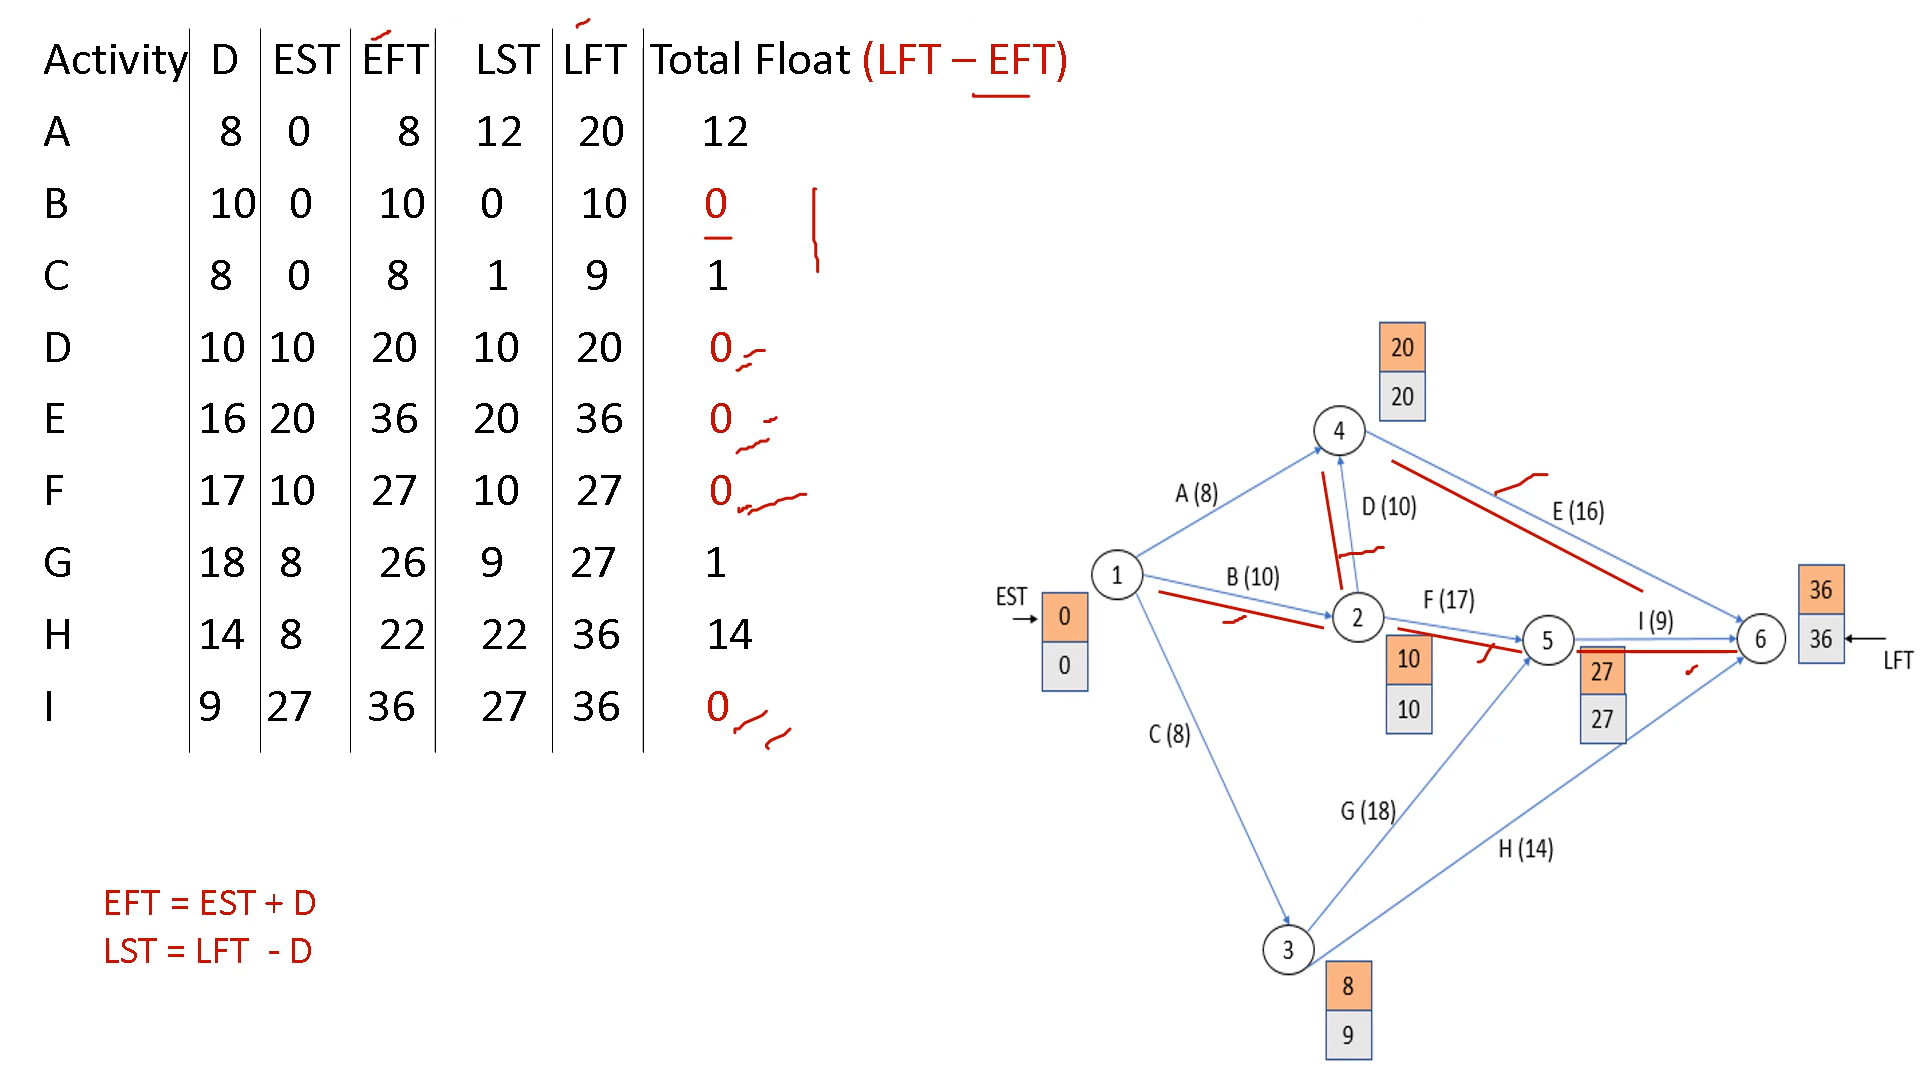 Activity D EST EFT LST LFT Total Float (LFT – EFT)
A 8 0 8 12 20 12
B 10 0 10 0 10 0
C 8 0 8 1 9 1
D 10 10 20 10 20 0
E 16 20 36 20 36 0
F 17 10 27 10 27 0
G 18 8 26 9 27 1
H 14 8 22 22 36 14
I 9 27 36 27 36 0
EFT = EST + D
LST = LFT - D
20
20
4
A (8)
D (10)
E (16)
1
B (10)
EST
0
0
2
F (17)
10
10
5
I (9)
27
27
6
36
36
LFT
C (8)
G (18)
H (14)
3
8
9